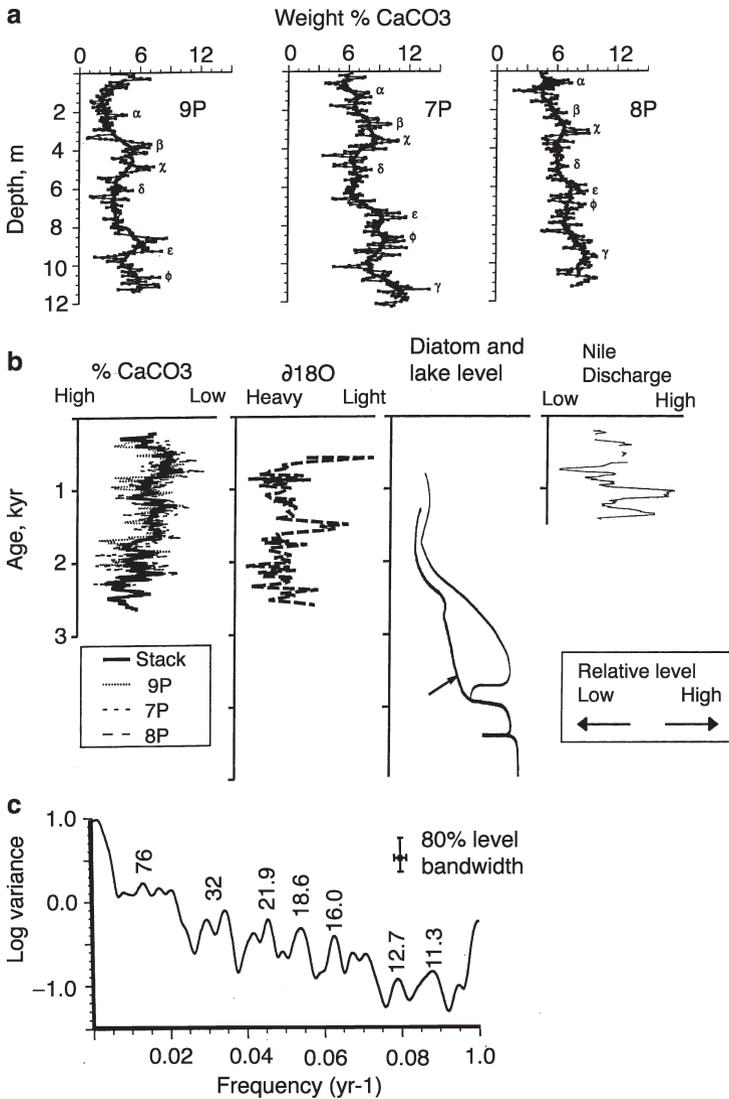 a
Weight % CaCO3
0 6 12 0 6 12 0 6 12
9P 7P 8P
Depth, m
2
4
6
8
10
12
α
β
χ
δ
ε
ϕ
α
β
χ
δ
ε
ϕ
γ
α
β
χ
δ
ε
ϕ
γ
b
% CaCO3
High Low
∂18O
Heavy Light
Diatom and
lake level
Nile
Discharge
Low High
Age, kyr
1
2
3
Stack
9P
7P
8P
Relative level
Low High
c
Log variance
1.0
0.0
−1.0
76
32
21.9
18.6
16.0
12.7
11.3
80% level
bandwidth
0.02 0.04 0.06 0.08 1.0
Frequency (yr-1)